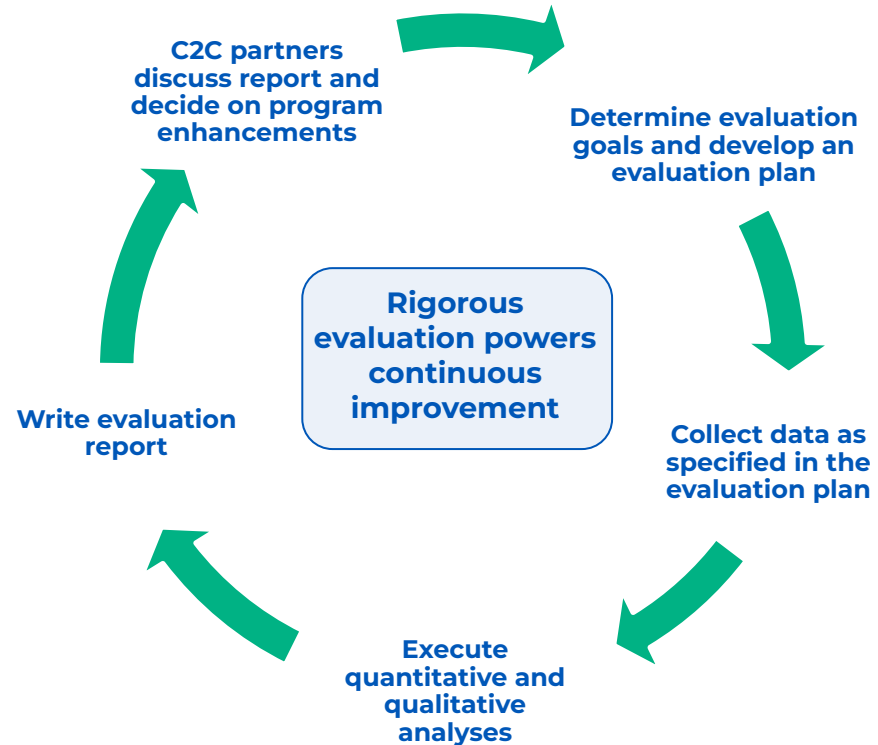 C2C partners
discuss report and
decide on program
enhancements
Determine evaluation
goals and develop an
evaluation plan
Rigorous
evaluation powers
continuous
improvement
Collect data as
specified in the
evaluation plan
Execute
quantitative and
qualitative
analyses
Write evaluation
report